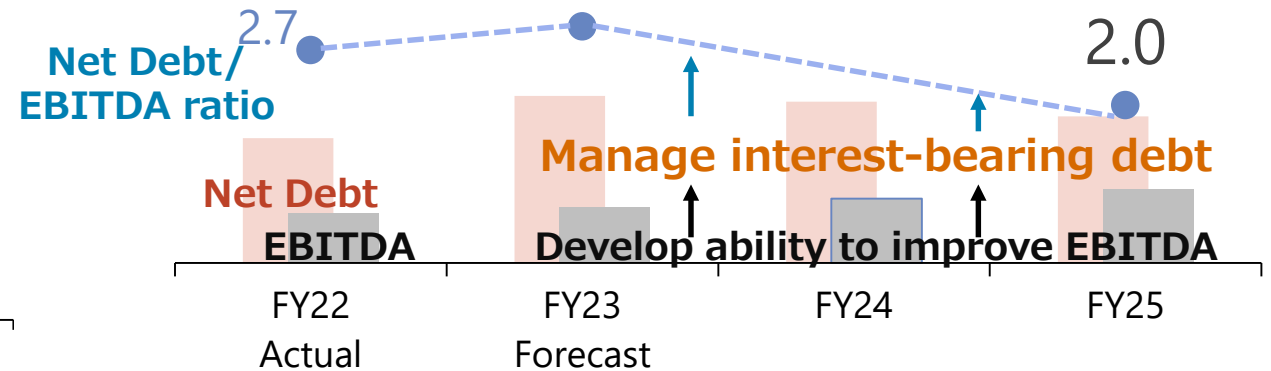 2.7
2.0
Net Debt/
EBITDA ratio
Manage interest-bearing debt
Net Debt
EBITDA
Develop ability to improve EBITDA
FY22
FY23
FY24
FY25
Actual
Forecast